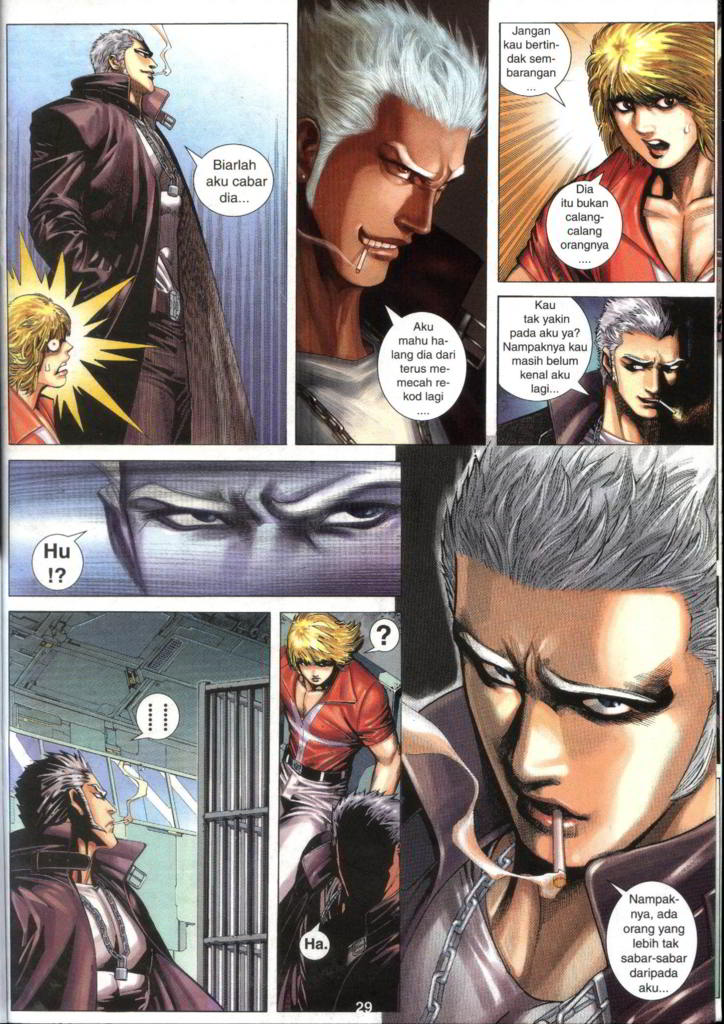 Biarlah
aku cabar
dia...
Aku
mahu ha-
lang dia dari
terus me-
mecah re-
kod lagi
....
Jangan
kau bertin-
dak sem-
barangan
...
Dia
itu bukan
calang-
calang
orangnya
....
Kau
tak yakin
pada aku ya?
Nampaknya kau
masih belum
kenal aku
lagi...
Hu
!?
?
Ha.
Nampak-
nya, ada
orang yang
lebih tak
sabar-sabar
daripada
aku...
29